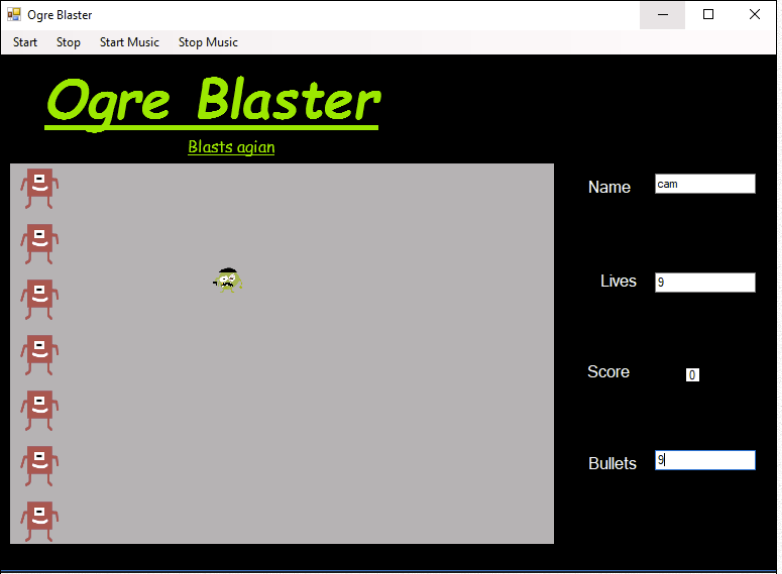 Ogre Blaster
Start Stop Start Music Stop Music
Ogre Blaster
Blasts agian
Name cam
Lives 9
Score 0
Bullets 9